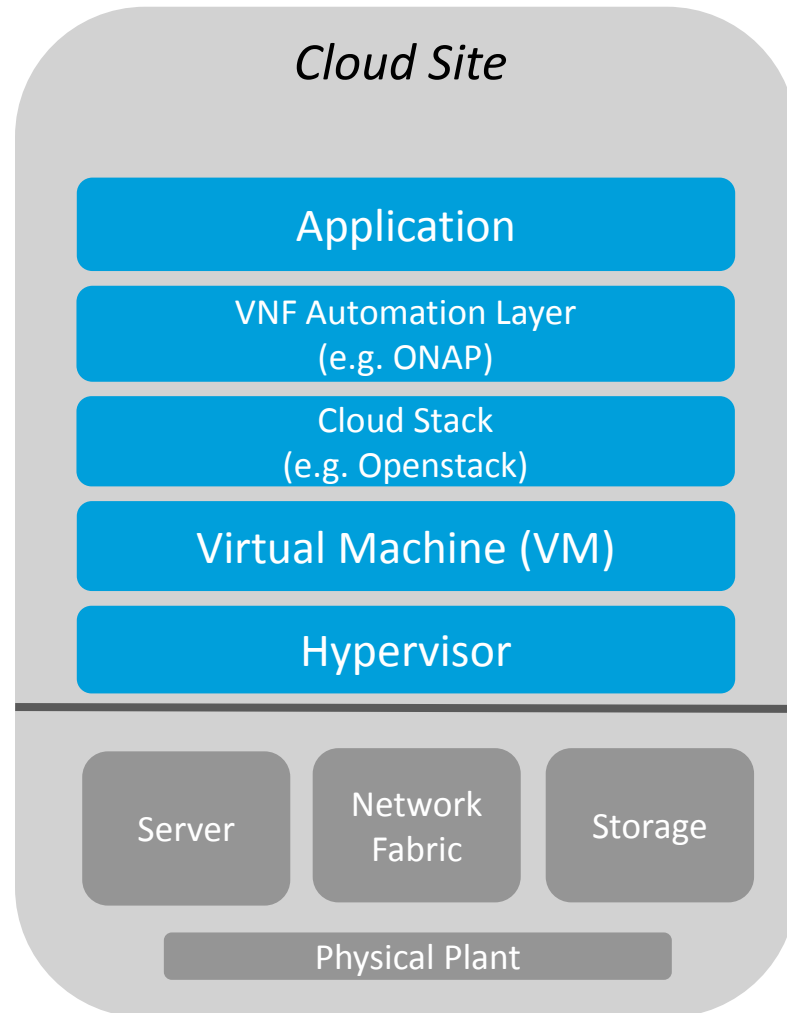 Cloud Site
Application
VNF Automation Layer
(e.g. ONAP)
Cloud Stack
(e.g. Openstack)
Virtual Machine (VM)
Hypervisor
Server
Network
Fabric
Storage
Physical Plant